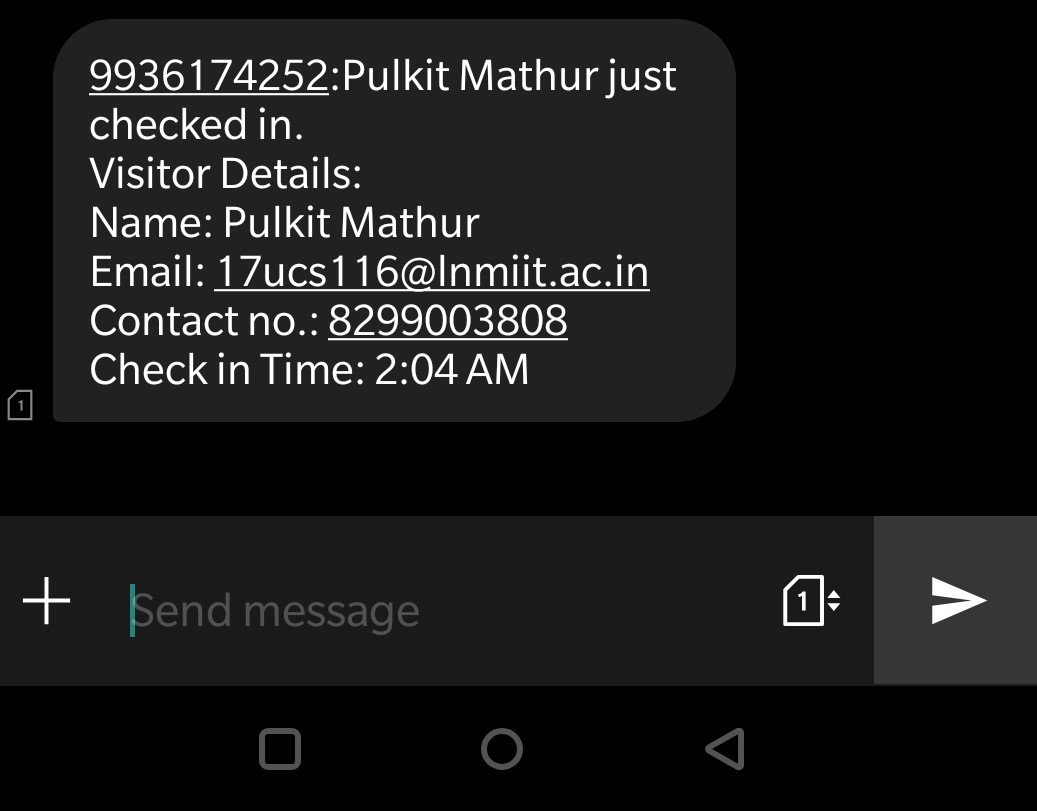 9936174252:Pulkit Mathur just
checked in.
Visitor Details:
Name: Pulkit Mathur
Email: 17ucs116@lnmiit.ac.in
Contact no.: 8299003808
Check in Time: 2:04 AM
1
Send message
1